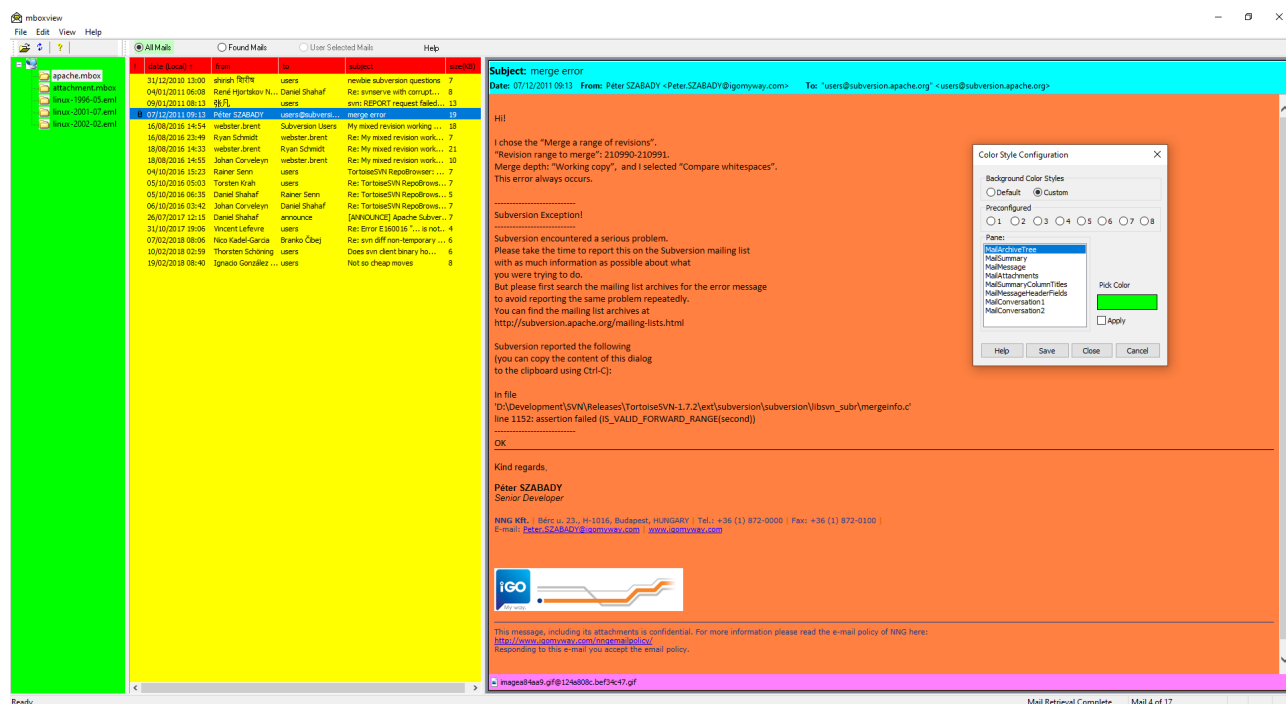 mboxview
File Edit View Help
? All Mails Found Mails User Selected Mails Help
apache.mbox
attachment.mbox
linux-1996-05.eml
linux-2001-07.eml
linux-2002-02.eml
! date (Local) ↑ from to subject size(KB)
31/12/2010 13:00 shirish शिरीष users newbie subversion questions 7
04/01/2011 06:08 René Hjortskov N... Daniel Shahaf Re: svnserve with corrupt... 8
09/01/2011 08:13 张凡 users svn: REPORT request failed... 13
07/12/2011 09:13 Péter SZABADY users@subversi... merge error 19
16/08/2016 14:54 webster.brent Subversion Users My mixed revision working ... 18
16/08/2016 23:49 Ryan Schmidt webster.brent Re: My mixed revision work... 7
18/08/2016 14:33 webster.brent Ryan Schmidt Re: My mixed revision work... 21
18/08/2016 14:55 Johan Corveleyn webster.brent Re: My mixed revision work... 10
04/10/2016 15:23 Rainer Senn users TortoiseSVN RepoBrowser: ... 7
05/10/2016 05:03 Torsten Krah users Re: TortoiseSVN RepoBrows... 7
05/10/2016 06:35 Daniel Shahaf Rainer Senn Re: TortoiseSVN RepoBrows... 5
06/10/2016 03:42 Johan Corveleyn Daniel Shahaf Re: TortoiseSVN RepoBrows... 7
26/07/2017 12:15 Daniel Shahaf announce [ANNOUNCE] Apache Subver... 7
31/10/2017 19:06 Vincent Lefevre users Re: Error E160016 "... is not... 4
07/02/2018 08:06 Nico Kadel-Garcia Branko Čibej Re: svn diff non-temporary ... 6
10/02/2018 02:59 Thorsten Schöning users Does svn client binary ho... 6
19/02/2018 08:40 Ignacio González ... users Not so cheap moves 8
Subject: merge error
Date: 07/12/2011 09:13 From: Péter SZABADY <Peter.SZABADY@igomyway.com> To: "users@subversion.apache.org" <users@subversion.apache.org>
Hi!
I chose the “Merge a range of revisions”.
“Revision range to merge”: 210990-210991.
Merge depth: “Working copy”, and I selected “Compare whitespaces”.
This error always occurs.
---------------------------
Subversion Exception!
---------------------------
Subversion encountered a serious problem.
Please take the time to report this on the Subversion mailing list
with as much information as possible about what
you were trying to do.
But please first search the mailing list archives for the error message
to avoid reporting the same problem repeatedly.
You can find the mailing list archives at
http://subversion.apache.org/mailing-lists.html
Subversion reported the following
(you can copy the content of this dialog
to the clipboard using Ctrl-C):
In file
'D:\Development\SVN\Releases\TortoiseSVN-1.7.2\ext\subversion\subversion\libsvn_subr\mergeinfo.c'
line 1152: assertion failed (IS_VALID_FORWARD_RANGE(second))
---------------------------
OK
Kind regards,
Péter SZABADY
Senior Developer
NNG Kft. | Bérc u. 23., H-1016, Budapest, HUNGARY | Tel.: +36 (1) 872-0000 | Fax: +36 (1) 872-0100 |
E-mail: Peter.SZABADY@igomyway.com | www.igomyway.com
iGO
My way.
This message, including its attachments is confidential. For more information please read the e-mail policy of NNG here:
http://www.igomyway.com/nngemailpolicy/
Responding to this e-mail you accept the email policy.
imagea84aa9.gif@124a808c.bef34c47.gif
Color Style Configuration
Background Color Styles
Default Custom
Preconfigured
1 2 3 4 5 6 7 8
Pane:
MailArchiveTree
MailSummary
MailMessage
MailAttachments
MailSummaryColumnTitles
MailMessageHeaderFields
MailConversation1
MailConversation2
Pick Color
Apply
Help Save Close Cancel
Ready Mail Retrieval Complete Mail 4 of 17